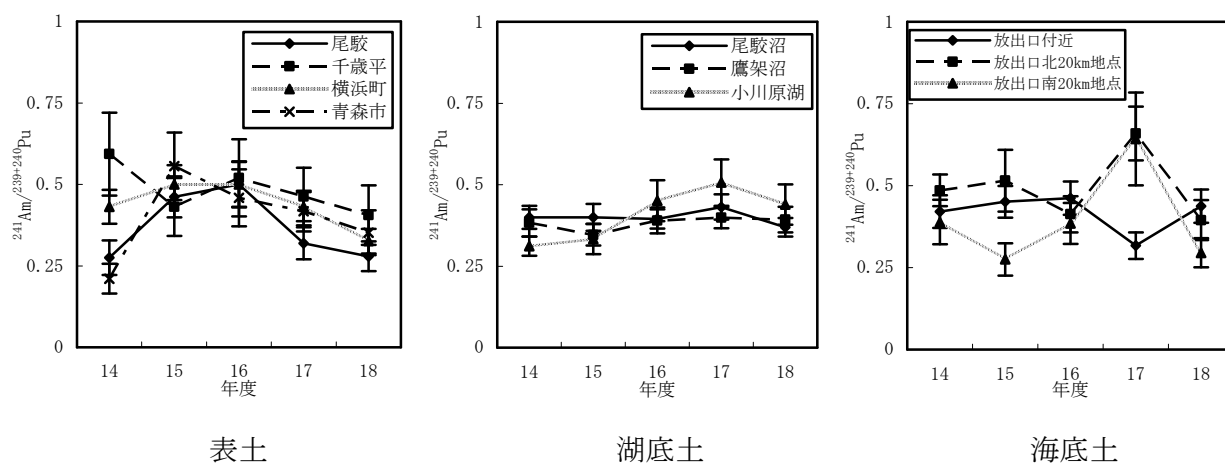 1
0.75
0.5
0.25
0
241Am/239+240Pu
尾駮
千歳平
横浜町
青森市
14 15 16 17 18
年度
表土
1
0.75
0.5
0.25
0
241Am/239+240Pu
尾駮沼
鷹架沼
小川原湖
14 15 16 17 18
年度
湖底土
1
0.75
0.5
0.25
0
241Am/239+240Pu
放出口付近
放出口北20km地点
放出口南20km地点
14 15 16 17 18
年度
海底土